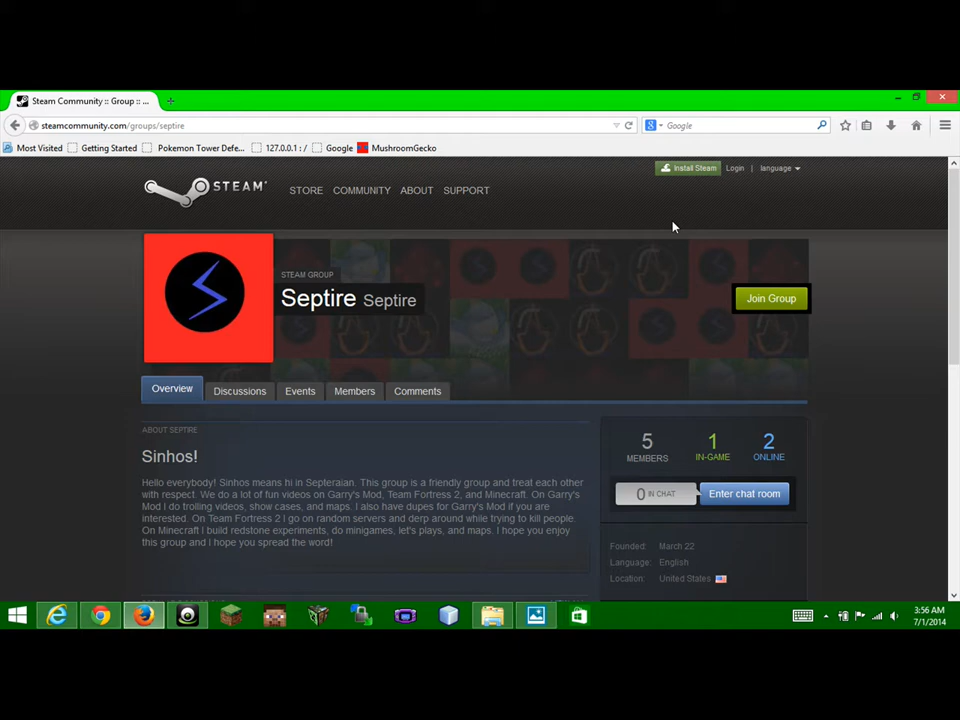 Steam Community :: Group :: ...
steamcommunity.com/groups/septire
Google
Most Visited Getting Started Pokemon Tower Defe... 127.0.0.1 : / Google MushroomGecko
Install Steam Login | language
STEAM STORE COMMUNITY ABOUT SUPPORT
STEAM GROUP
Septire Septire
Join Group
Overview Discussions Events Members Comments
ABOUT SEPTIRE
Sinhos!
Hello everybody! Sinhos means hi in Septeraian. This group is a friendly group and treat each other
with respect. We do a lot of fun videos on Garry's Mod, Team Fortress 2, and Minecraft. On Garry's
Mod I do trolling videos, show cases, and maps. I also have dupes for Garry's Mod if you are
interested. On Team Fortress 2 I go on random servers and derp around while trying to kill people.
On Minecraft I build redstone experiments, do minigames, let's plays, and maps. I hope you enjoy
this group and I hope you spread the word!
5 1 2
MEMBERS IN-GAME ONLINE
0 IN CHAT Enter chat room
Founded: March 22
Language: English
Location: United States
3:56 AM
7/1/2014